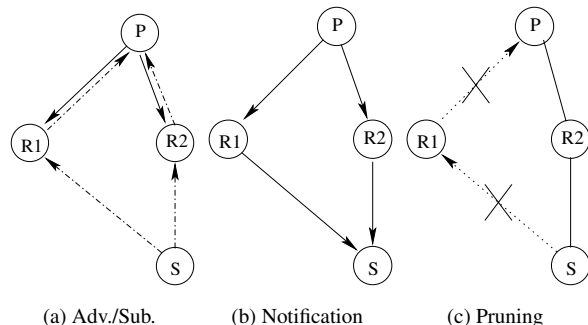 P P P
R1 R2 R1 R2 R1 R2
S S S
(a) Adv./Sub. (b) Notification (c) Pruning